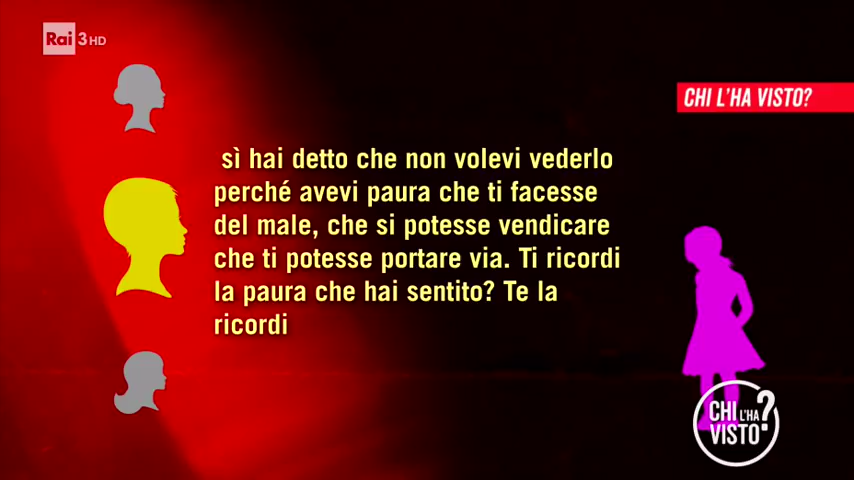 Rai 3HD
CHI L'HA VISTO?
sì hai detto che non volevi vederlo
perché avevi paura che ti facesse
del male, che si potesse vendicare
che ti potesse portare via. Ti ricordi
la paura che hai sentito? Te la
ricordi
CHI L'HA
VISTO?